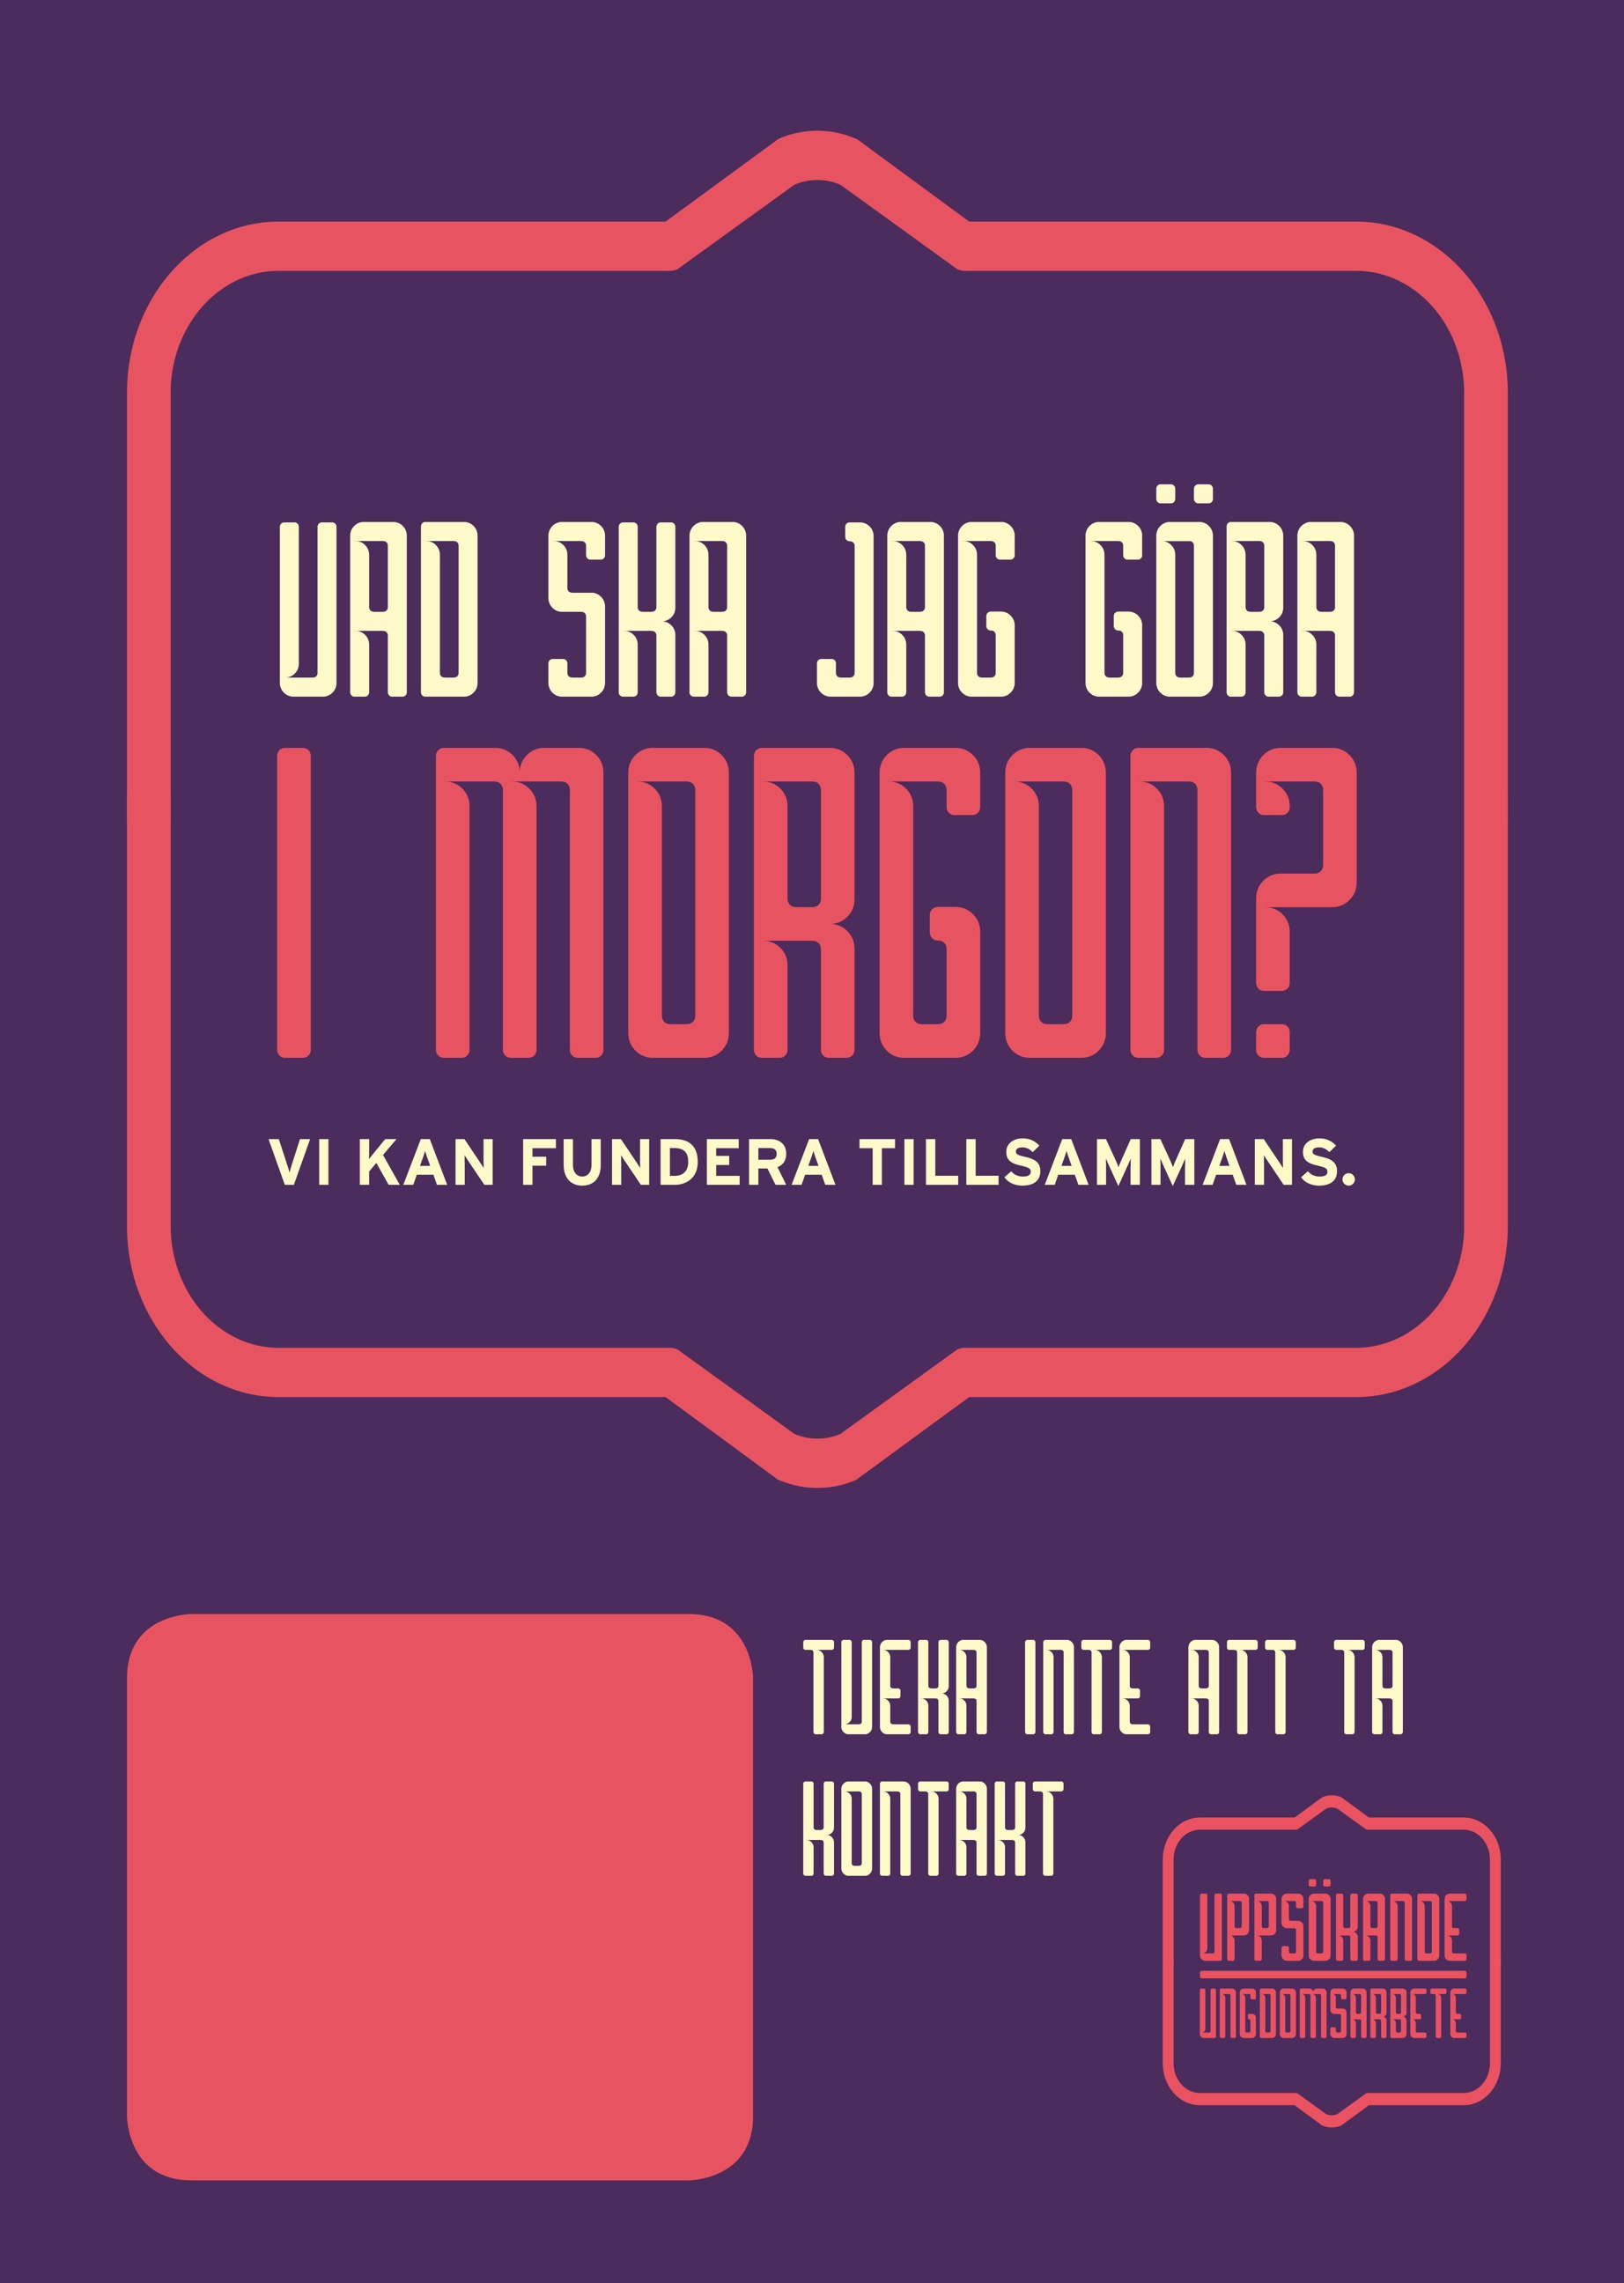 VAD SKA JAG GÖRA
I MORGON?
VI KAN FUNDERA TILLSAMMANS.
TVEKA INTE ATT TA
KONTAKT
UPPSÖKANDE
UNGDOMSARBETE